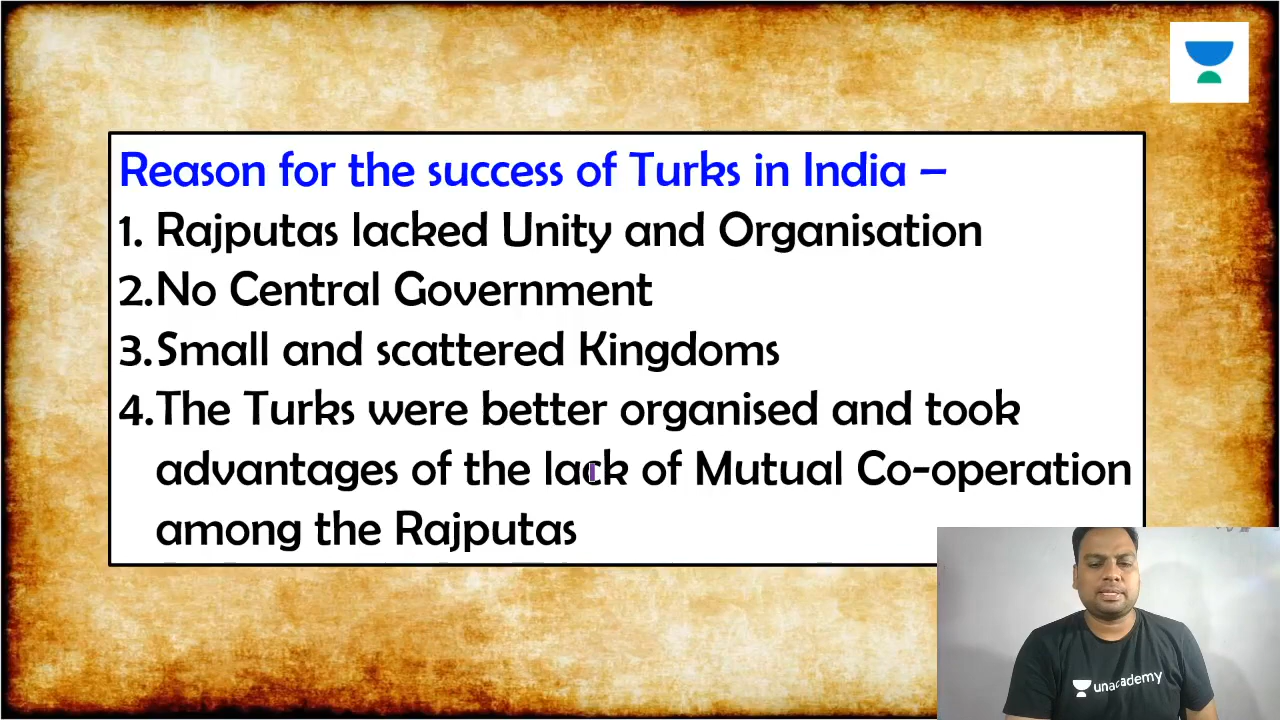 Reason for the success of Turks in India –
1. Rajputas lacked Unity and Organisation
2.No Central Government
3.Small and scattered Kingdoms
4.The Turks were better organised and took
advantages of the lack of Mutual Co-operation
among the Rajputas
unacademy